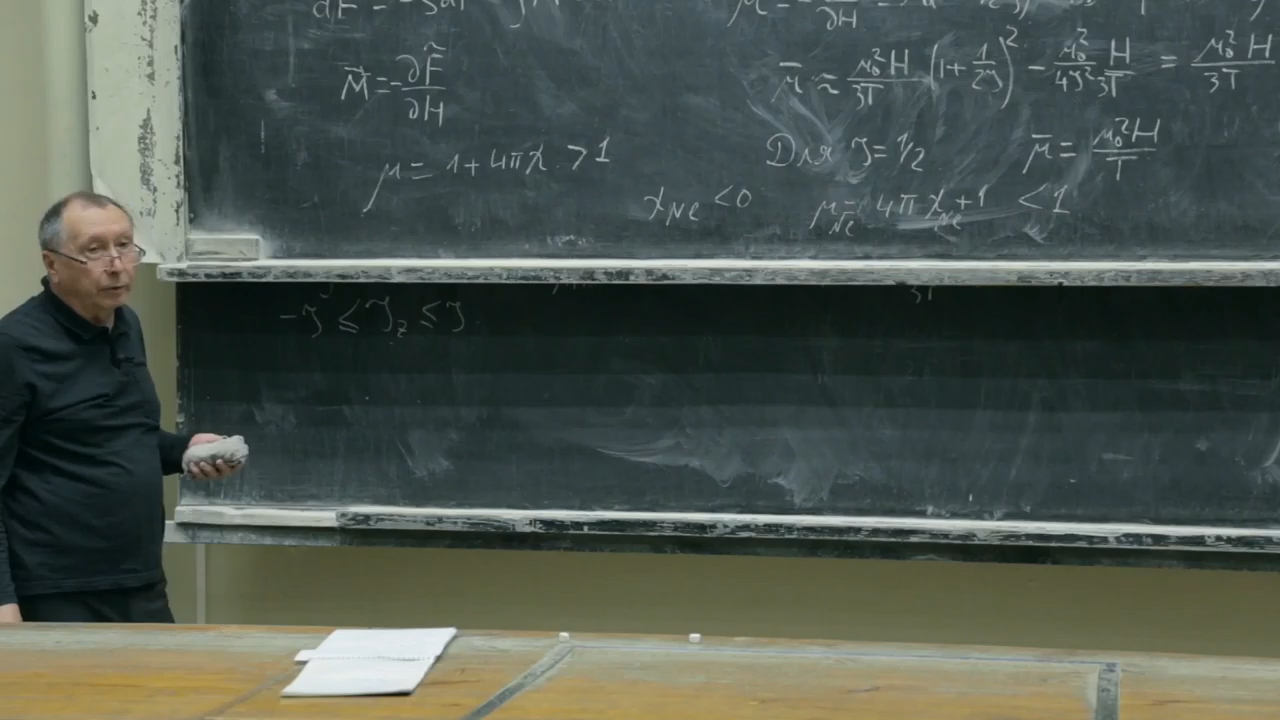 M⃗ = -∂F̃/∂H
μ = 1 + 4πχ > 1
μ̄ ≈ μ₀²H/3T (1 + 1/2J)² - μ₀²/4J² H/3T = μ₀²H/3T
Для J = 1/2 μ̄ = μ₀²H/T
χ_Ne < 0 μ_Ne = 4πχ_Ne + 1 < 1
-J ≤ J_z ≤ J